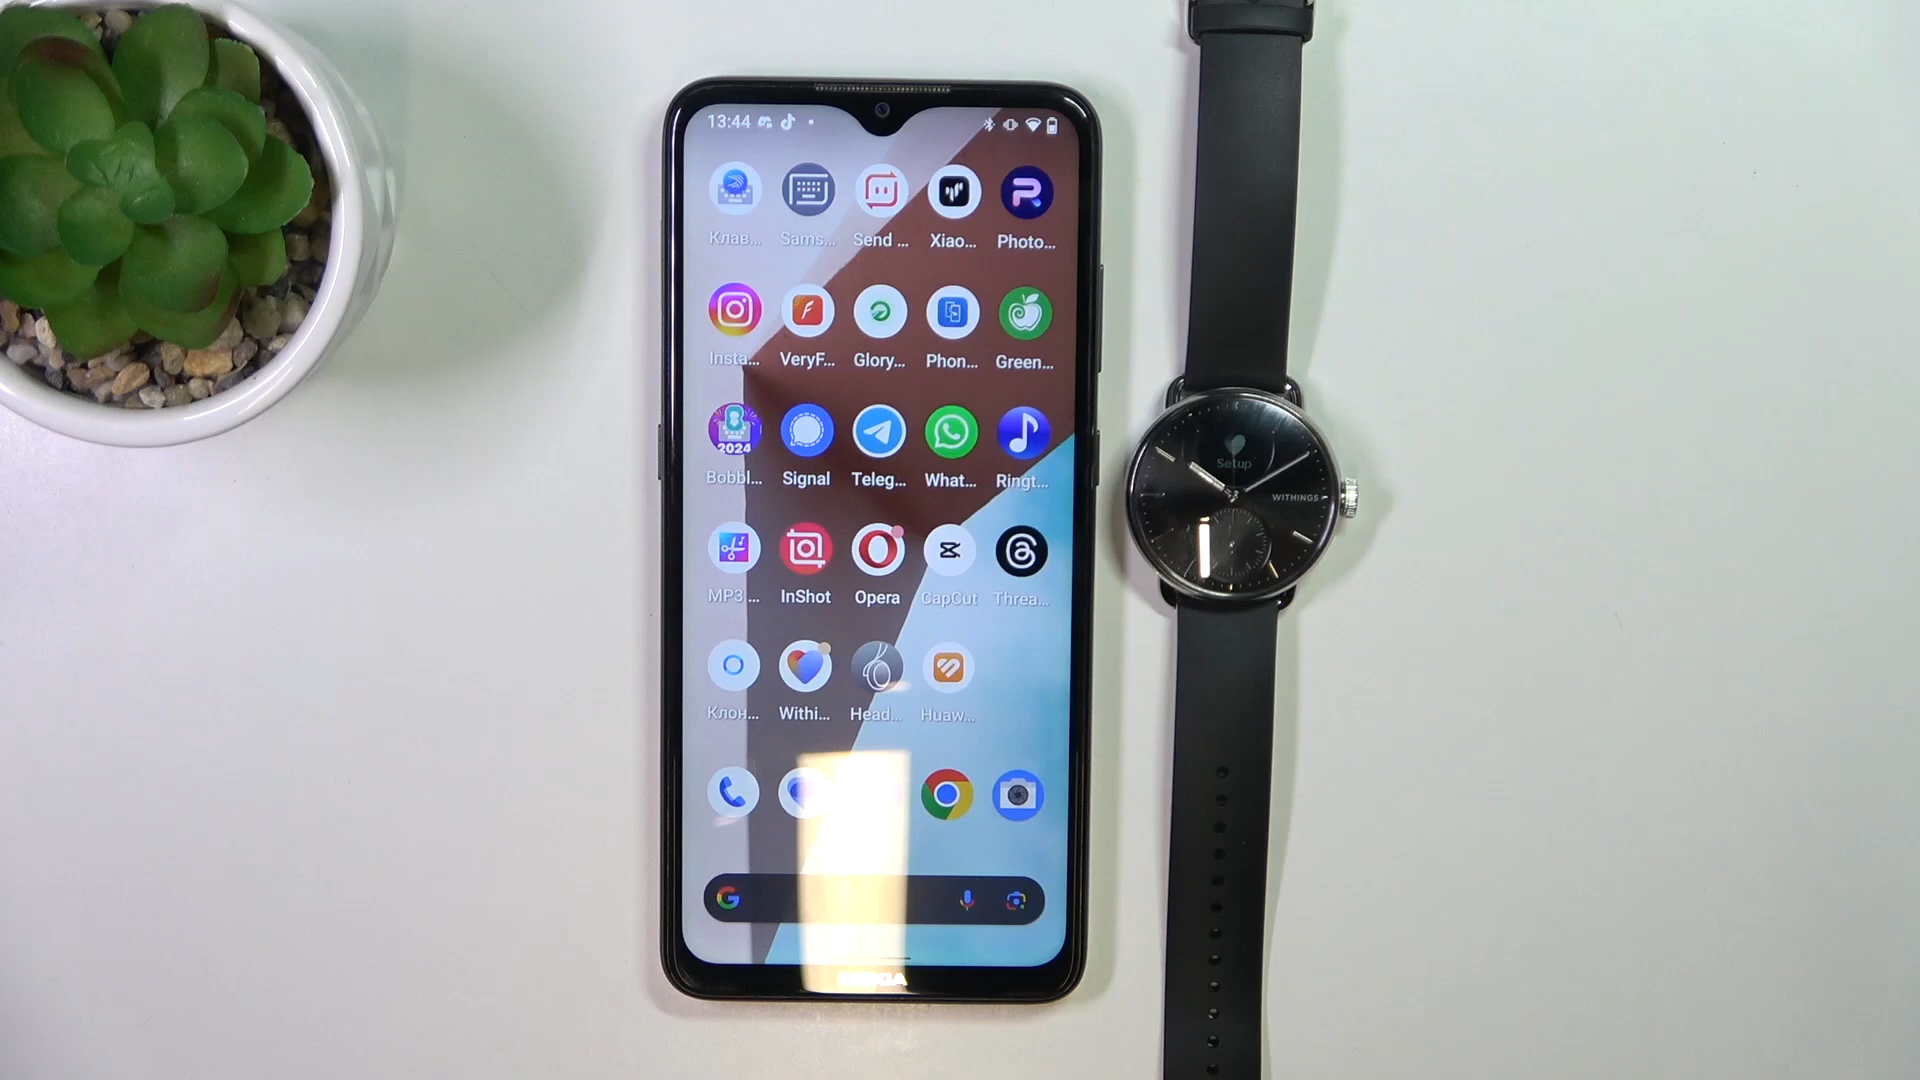 13:44
Клав... Sams... Send ... Xiao... Photo...
Insta... VeryF... Glory... Phon... Green...
2024
Bobbl... Signal Teleg... What... Ringt...
MP3 ... InShot Opera CapCut Threa...
Клон... Withi... Head... Huaw...
NOKIA
Setup
WITHINGS